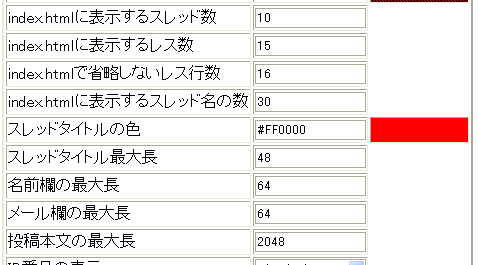 index.htmlに表示するスレッド数 10
index.htmlに表示するレス数 15
index.htmlで省略しないレス行数 16
index.htmlに表示するスレッド名の数 30
スレッドタイトルの色 #FF0000
スレッドタイトル最大長 48
名前欄の最大長 64
メール欄の最大長 64
投稿本文の最大長 2048